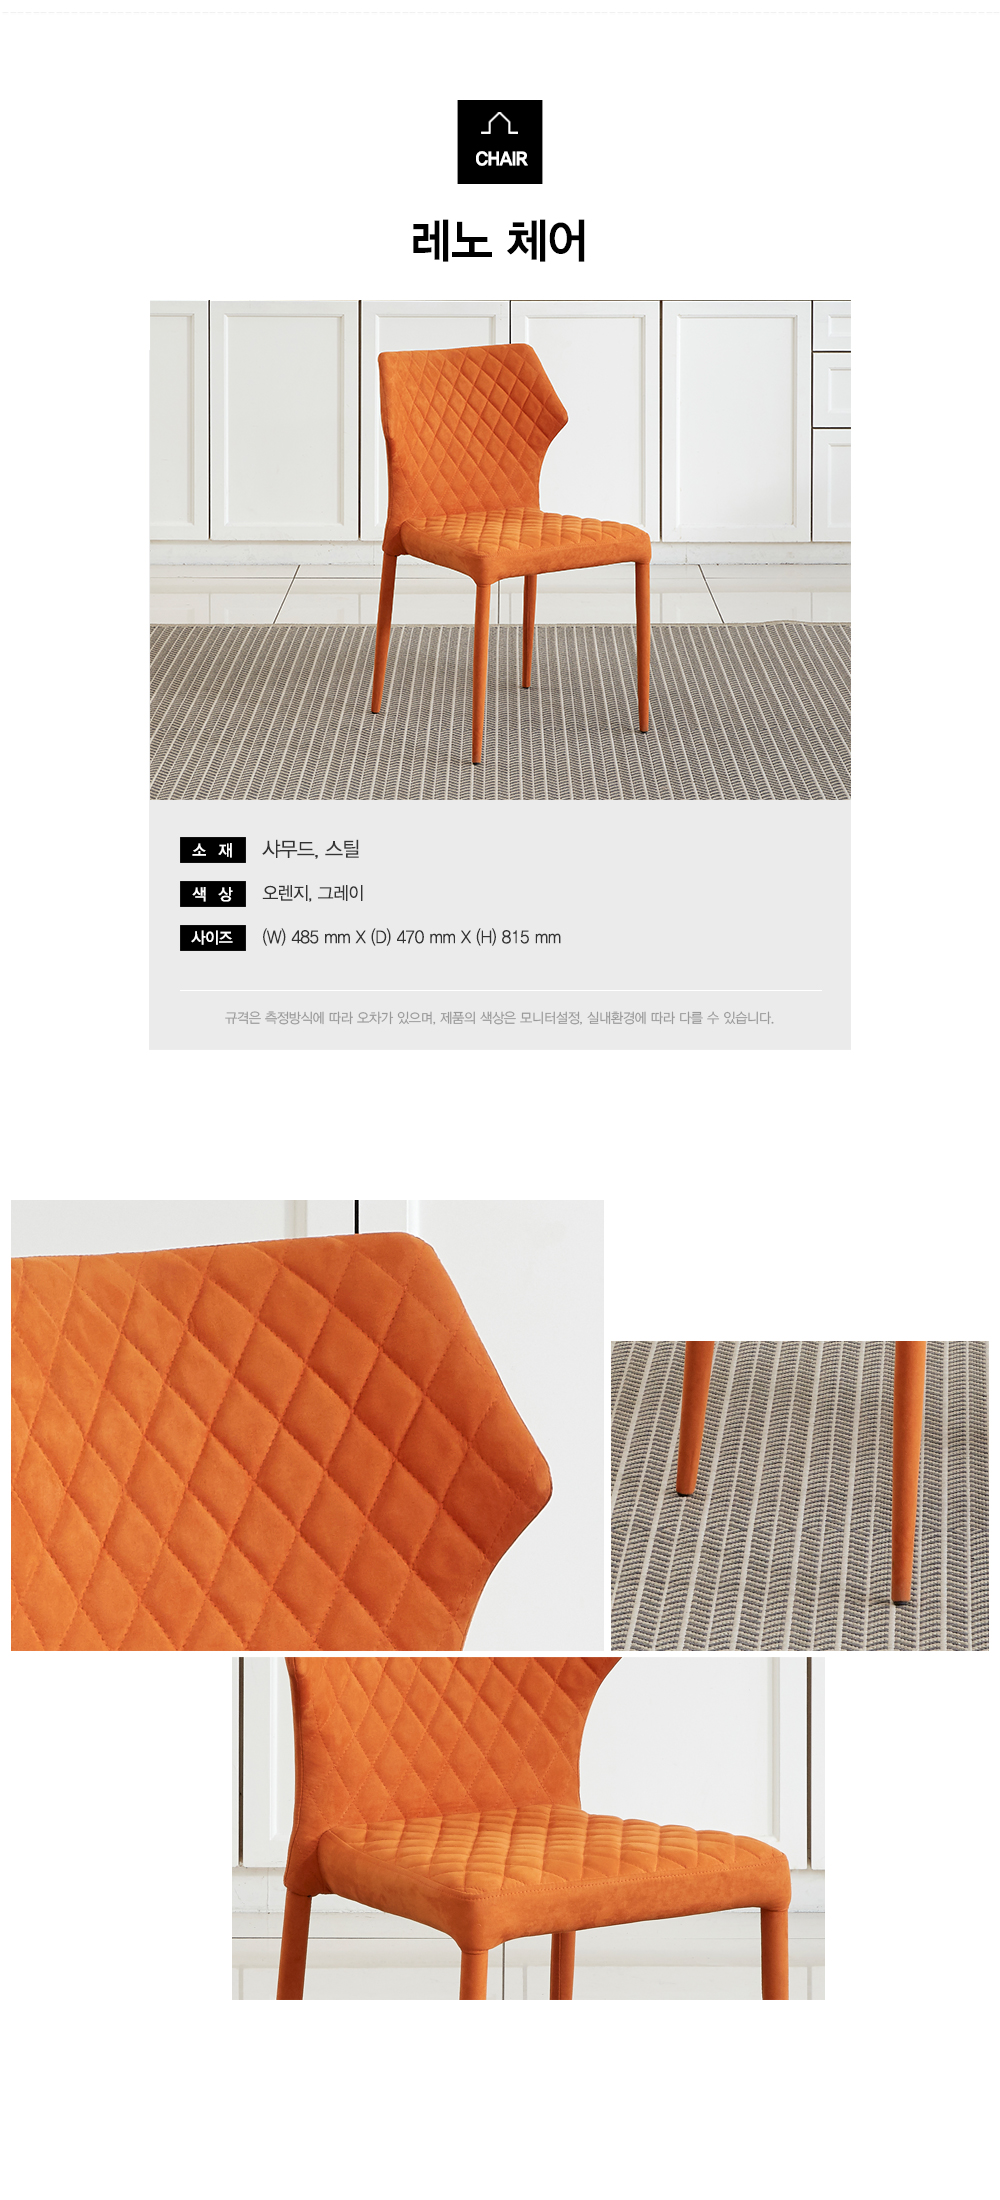 CHAIR
레노 체어
소 재 샤무드, 스틸
색 상 오렌지, 그레이
사이즈 (W) 485 mm X (D) 470 mm X (H) 815 mm
규격은 측정방식에 따라 오차가 있으며, 제품의 색상은 모니터설정, 실내환경에 따라 다를 수 있습니다.